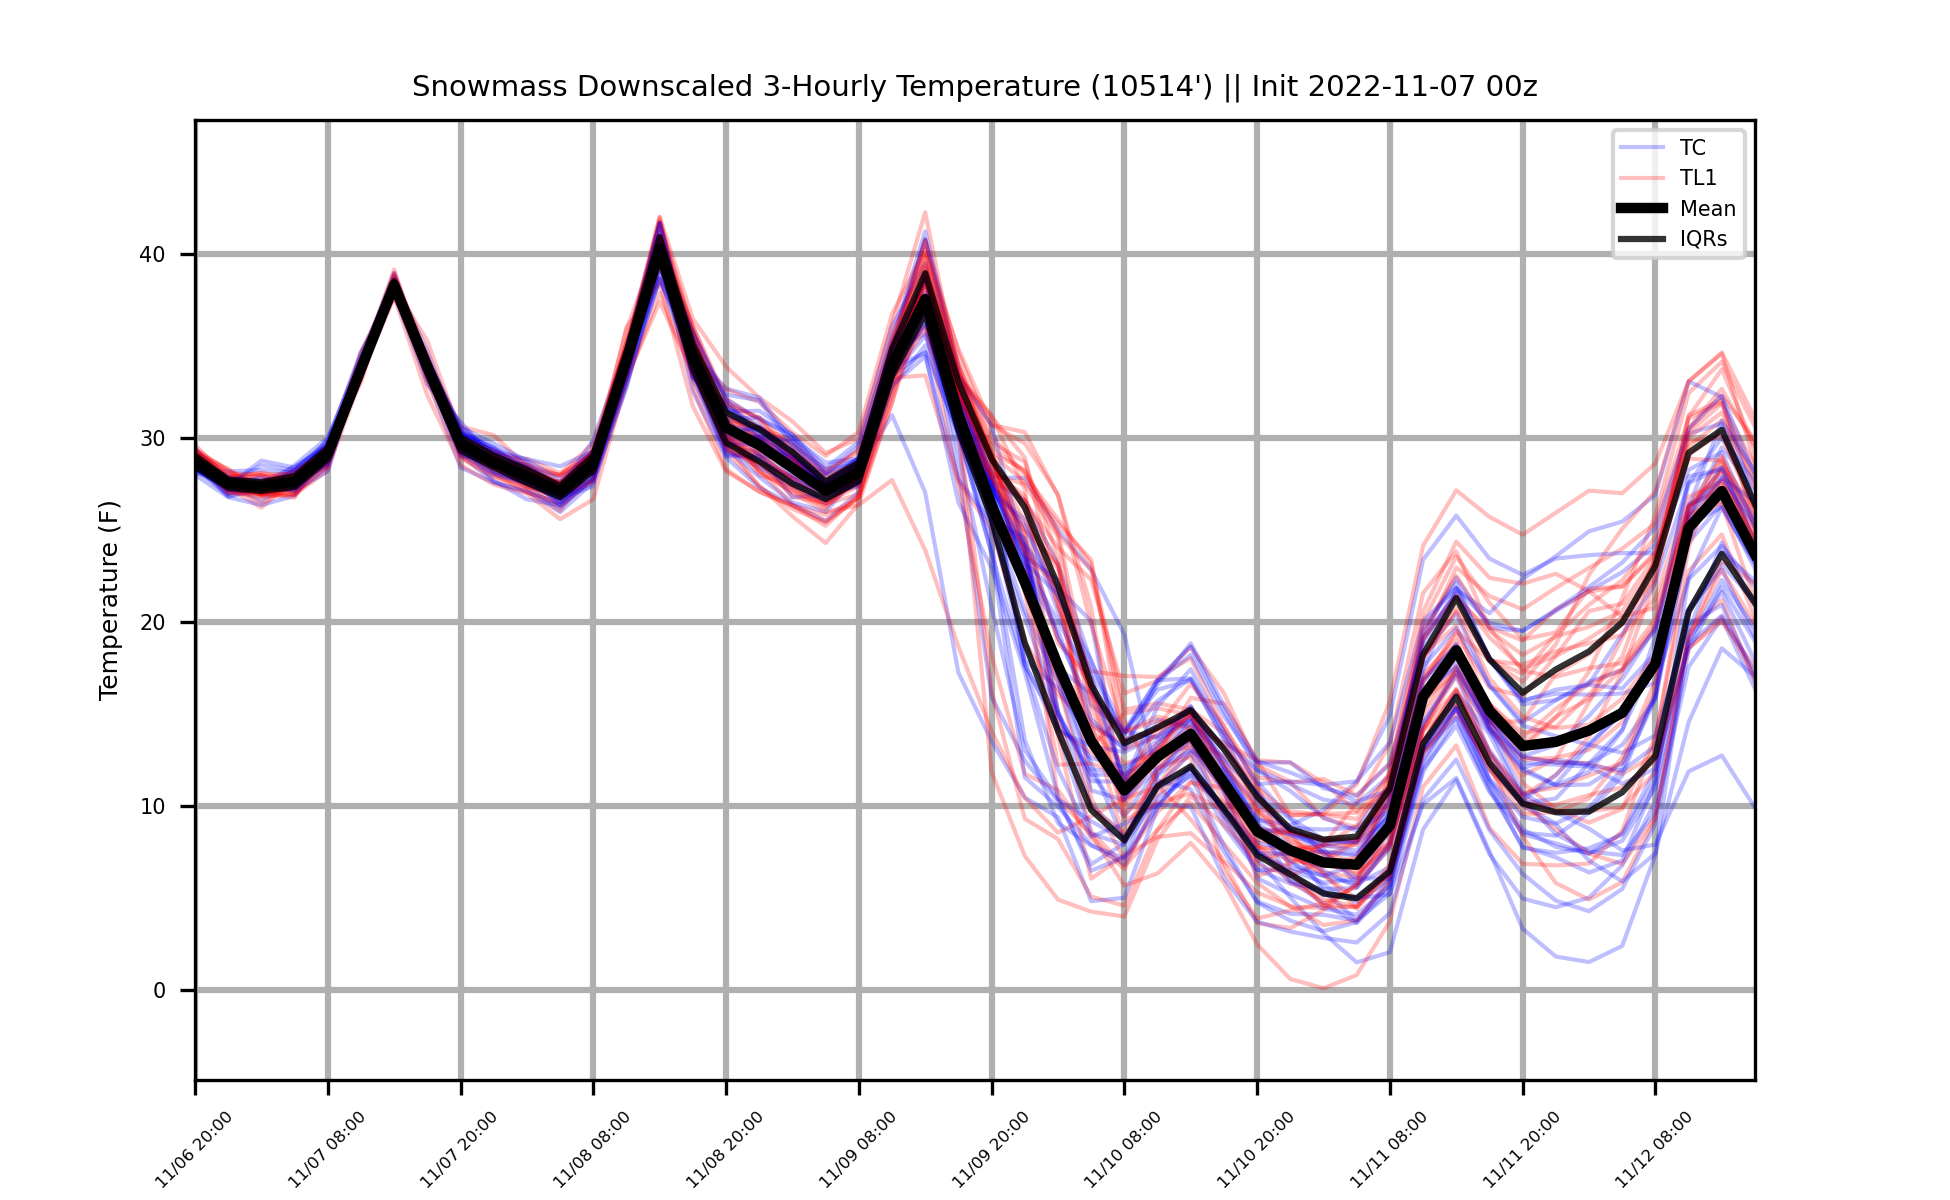 Snowmass Downscaled 3-Hourly Temperature (10514') || Init 2022-11-07 00z
TC
TL1
Mean
IQRs
Temperature (F)
40
30
20
10
0
11/06 20:00
11/07 08:00
11/07 20:00
11/08 08:00
11/08 20:00
11/09 08:00
11/09 20:00
11/10 08:00
11/10 20:00
11/11 08:00
11/11 20:00
11/12 08:00